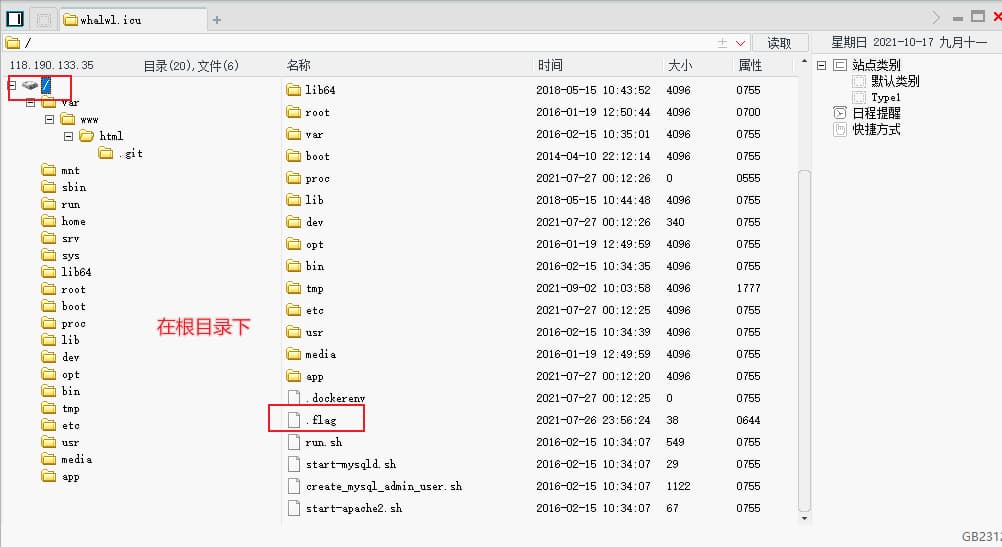 whalwl.icu
/
读取
星期日 2021-10-17 九月十一
118.190.133.35
目录(20),文件(6)
名称 时间 大小 属性
/
var
www
html
.git
mnt
sbin
run
home
srv
sys
lib64
root
boot
proc
lib
dev
opt
bin
tmp
etc
usr
media
app
在根目录下
lib64 2018-05-15 10:43:52 4096 0755
root 2016-01-19 12:50:44 4096 0700
var 2016-02-15 10:35:01 4096 0755
boot 2014-04-10 22:12:14 4096 0755
proc 2021-07-27 00:12:26 0 0555
lib 2018-05-15 10:44:48 4096 0755
dev 2021-07-27 00:12:26 340 0755
opt 2016-01-19 12:49:59 4096 0755
bin 2016-02-15 10:34:35 4096 0755
tmp 2021-09-02 10:03:58 4096 1777
etc 2021-07-27 00:12:25 4096 0755
usr 2016-02-15 10:34:39 4096 0755
media 2016-01-19 12:49:59 4096 0755
app 2021-07-27 00:12:20 4096 0755
.dockerenv 2021-07-27 00:12:25 0 0755
.flag 2021-07-26 23:56:24 38 0644
run.sh 2016-02-15 10:34:07 549 0755
start-mysqld.sh 2016-02-15 10:34:07 29 0755
create_mysql_admin_user.sh 2016-02-15 10:34:07 1122 0755
start-apache2.sh 2016-02-15 10:34:07 67 0755
站点类别
默认类别
Type1
日程提醒
快捷方式
GB2312